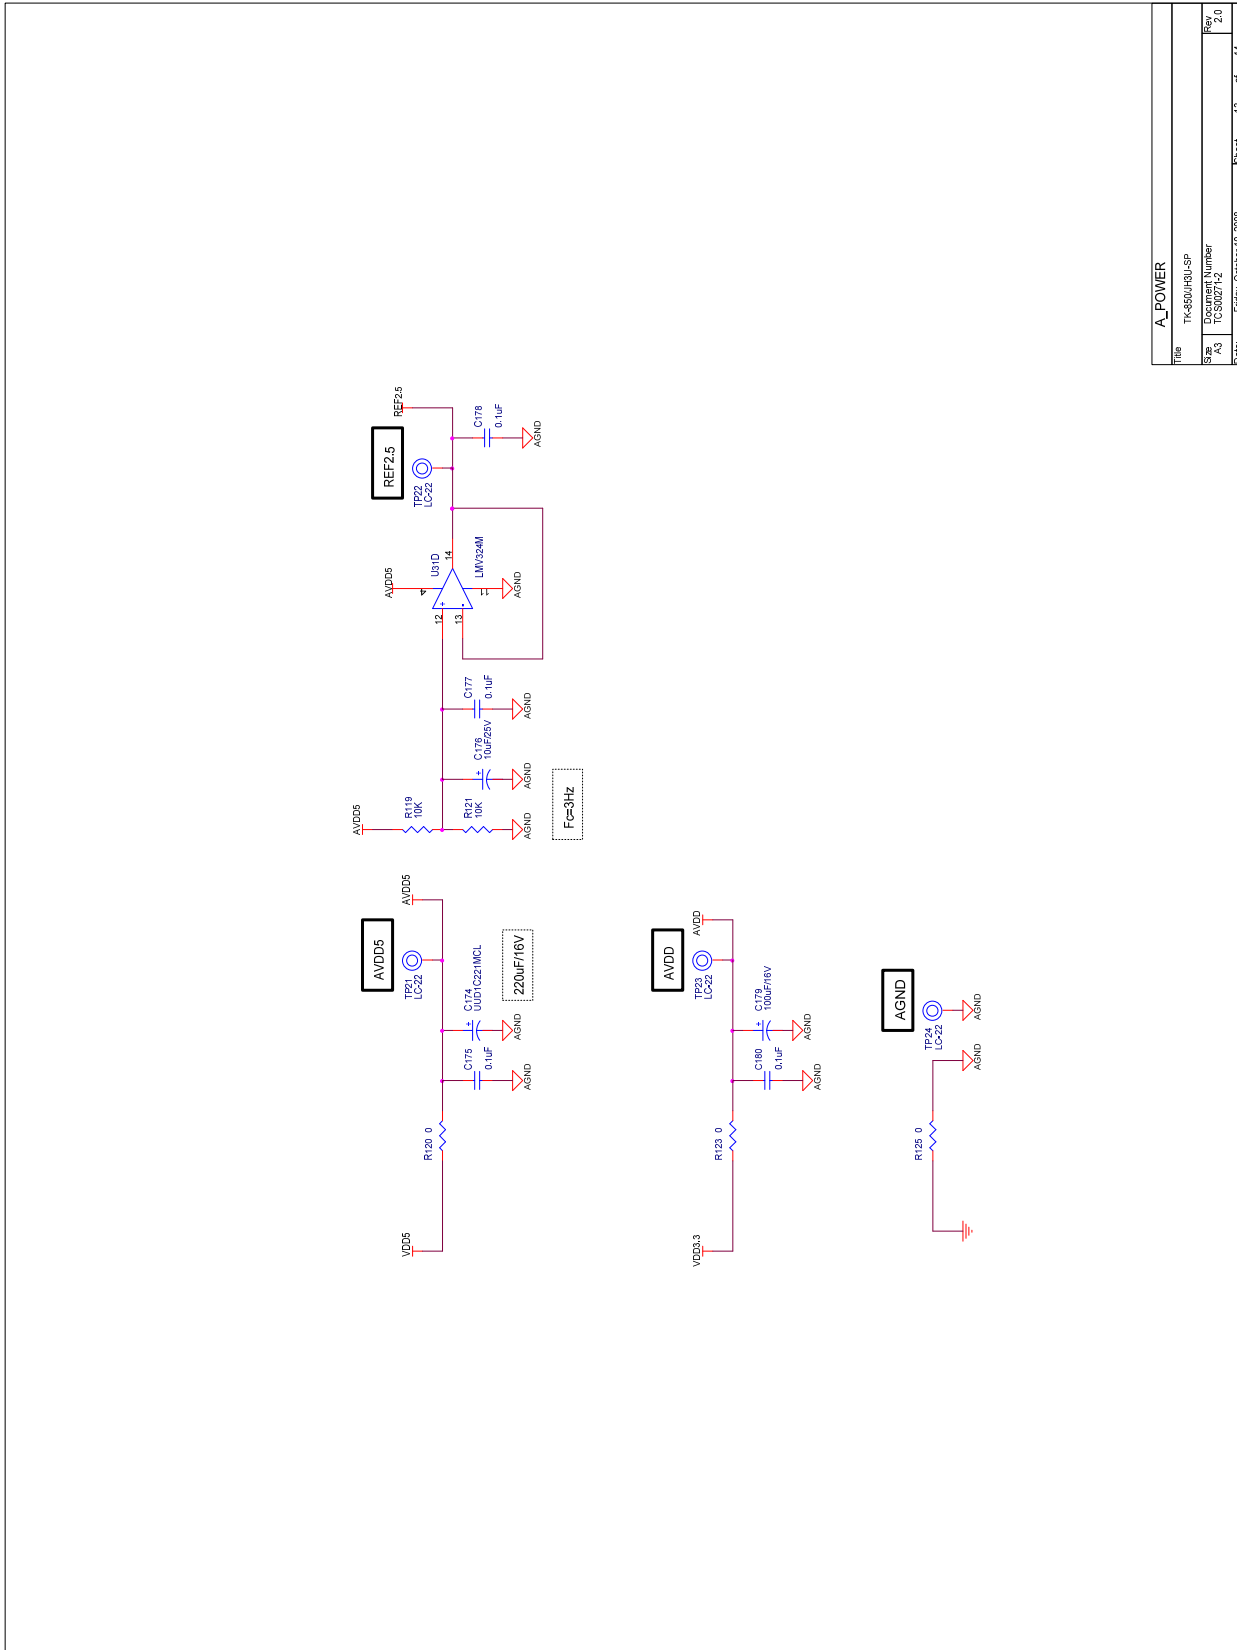 VDD5
R120 0
C175
0.1uF
AGND
C174
UUD1C221MCL
AGND
220uF/16V
TP21
LC-22
AVDD5
AVDD5
AVDD5
R119
10K
R121
10K
AGND
C176
10uF/25V
AGND
C177
0.1uF
AGND
Fc=3Hz
AVDD5
U31D
LMV324M
12
13
14
4
11
+
-
AGND
TP22
LC-22
REF2.5
REF2.5
C178
0.1uF
AGND
VDD3.3
R123 0
C180
0.1uF
AGND
C179
100uF/16V
AGND
TP23
LC-22
AVDD
AVDD
R125 0
AGND
TP24
LC-22
AGND
AGND
A_POWER
Title
TK-850/JH3U-SP
Size
A3
Document Number
TCS00271-2
Rev
2.0